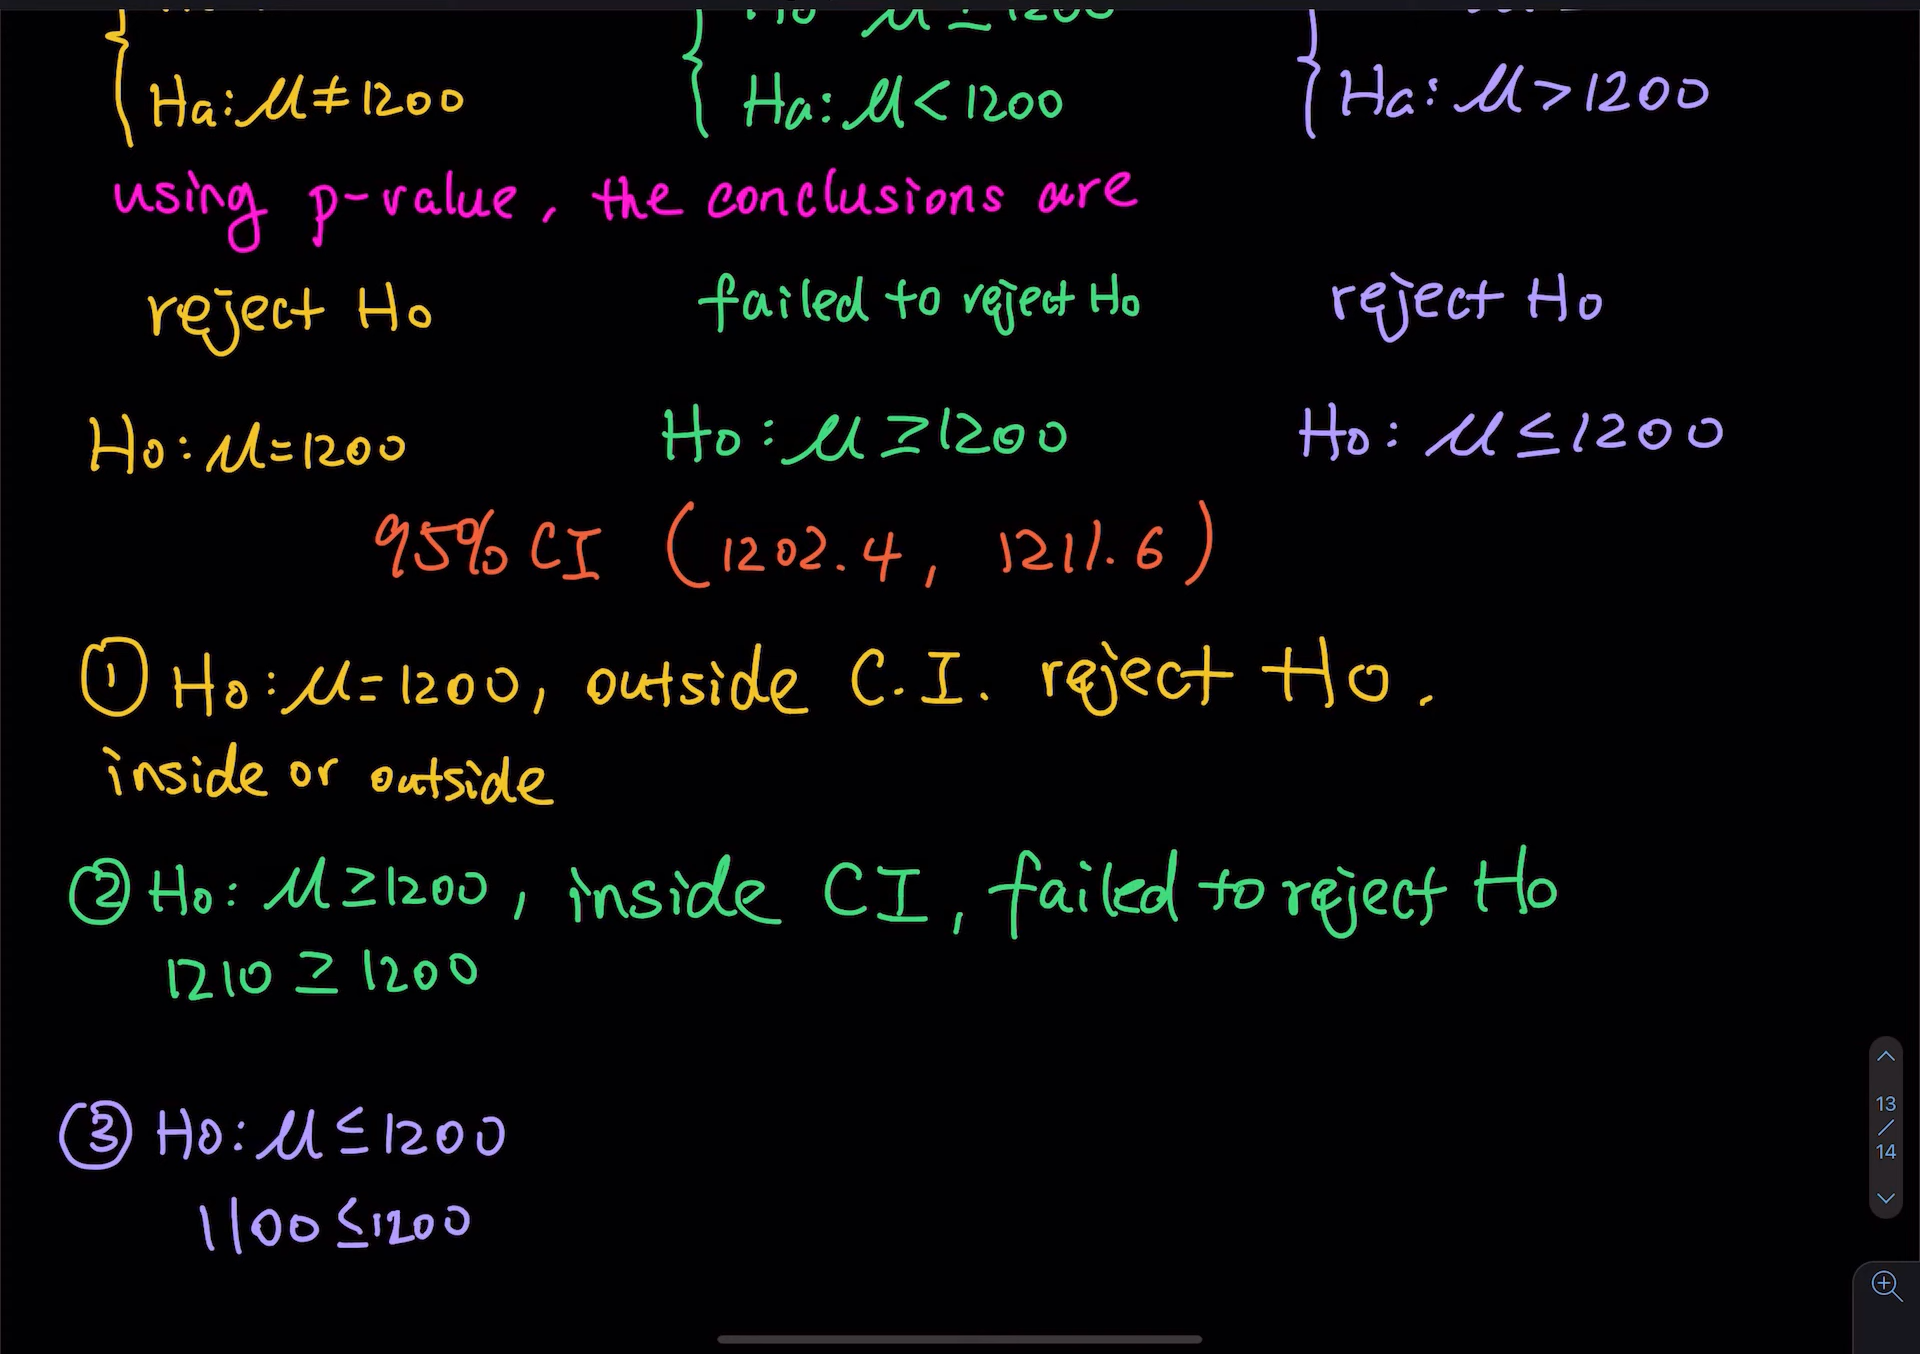 Ho μ ≥ 1200
Ha: μ ≠ 1200 Ha: μ < 1200 Ha: μ > 1200
using p-value, the conclusions are
reject Ho failed to reject Ho reject Ho
Ho: μ = 1200 Ho: μ ≥ 1200 Ho: μ ≤ 1200
95% CI (1202.4, 1211.6)
① Ho: μ = 1200, outside C.I. reject Ho.
inside or outside
② Ho: μ ≥ 1200, inside CI, failed to reject Ho
1210 ≥ 1200
③ Ho: μ ≤ 1200
1100 ≤ 1200
13
/
14